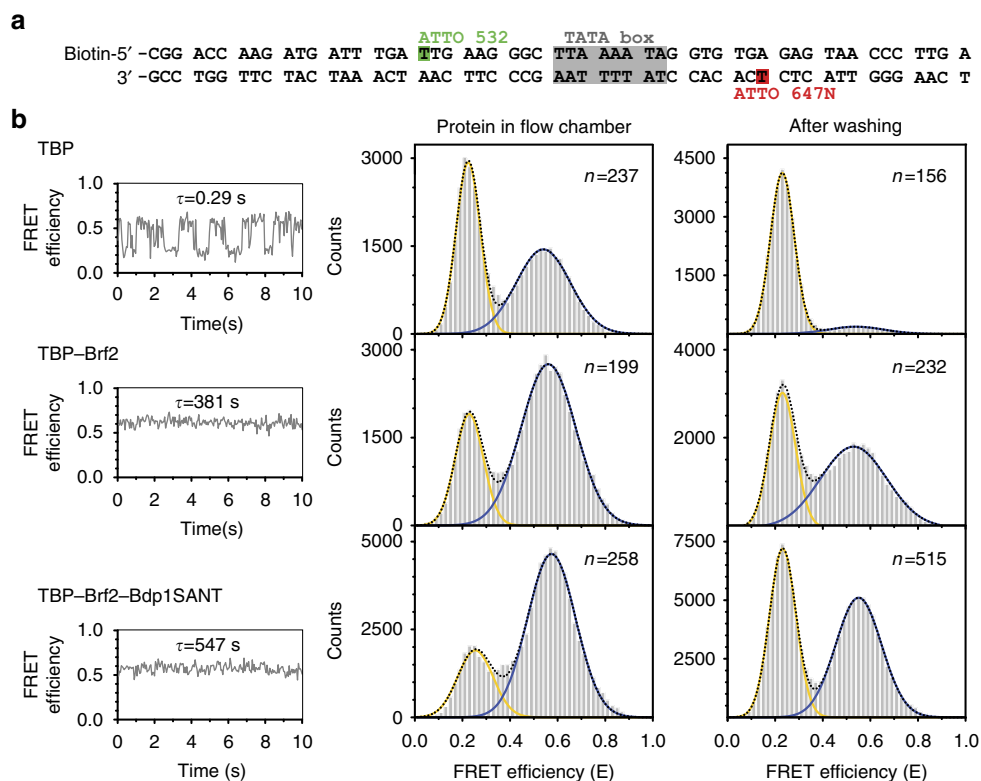 a
ATTO 532 TATA box
Biotin-5′ -CGG ACC AAG ATG ATT TGA TTG AAG GGC TTA AAA TAG GTG TGA GAG TAA CCC TTG A
3′ -GCC TGG TTC TAC TAA ACT AAC TTC CCG AAT TTT ATC CAC ACT CTC ATT GGG AAC T
ATTO 647N
b
Protein in flow chamber
After washing
TBP
FRET efficiency
1.0
0.5
0.0
τ=0.29 s
0 2 4 6 8 10
Time(s)
Counts
3000
1500
0
n=237
4500
3000
1500
n=156
TBP–Brf2
FRET efficiency
1.0
0.5
0.0
τ=381 s
0 2 4 6 8 10
Time(s)
Counts
3000
1500
0
n=199
4000
2000
n=232
TBP–Brf2–Bdp1SANT
FRET efficiency
1.0
0.5
0.0
τ=547 s
0 2 4 6 8 10
Time (s)
Counts
5000
2500
0
n=258
0.0 0.2 0.4 0.6 0.8 1.0
FRET efficiency (E)
7500
5000
2500
n=515
0.0 0.2 0.4 0.6 0.8 1.0
FRET efficiency (E)